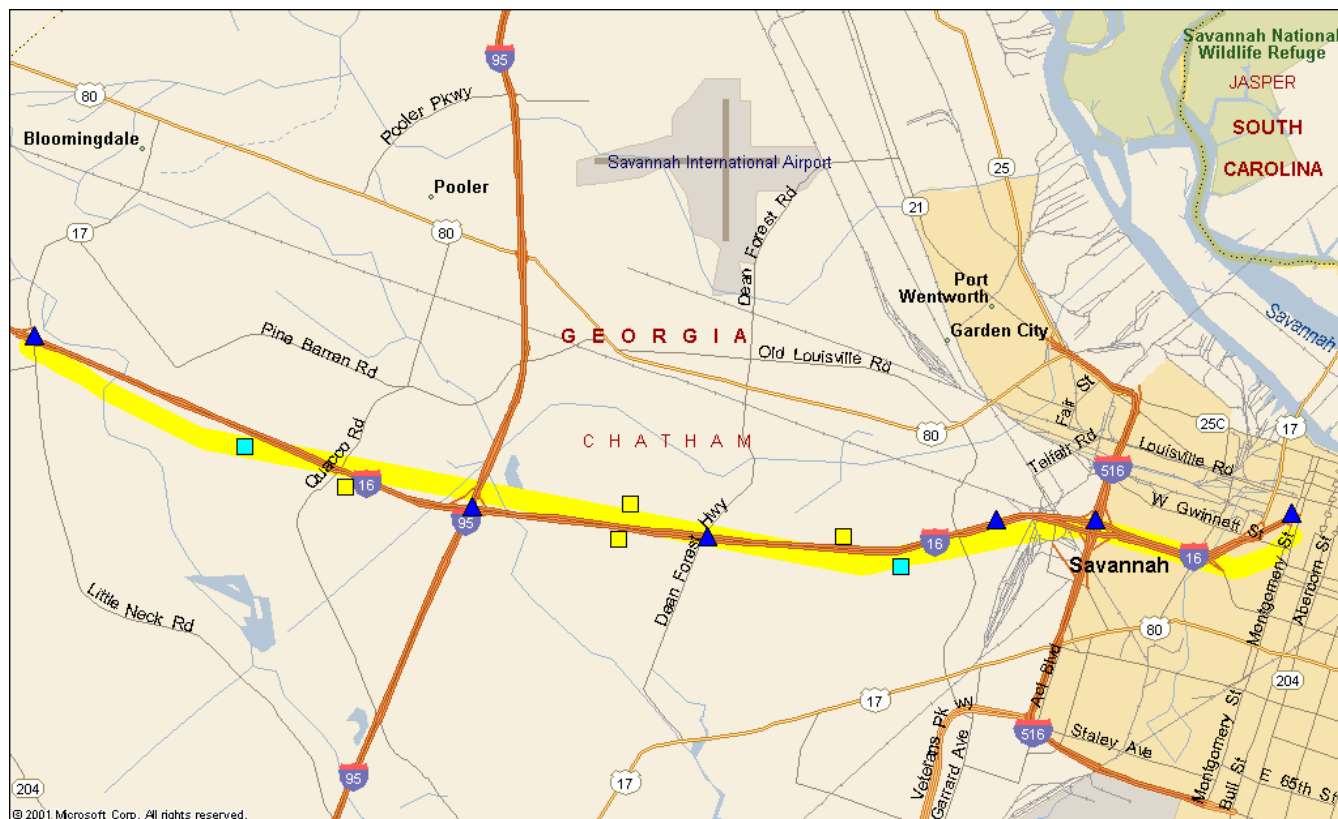 Savannah National
Wildlife Refuge
JASPER
SOUTH
CAROLINA
95
80
Bloomingdale
Pooler Pkwy
Pooler
Savannah International Airport
25
21
17
80
Dean Forest Rd
Port
Wentworth
Garden City
Savannah
GEORGIA
Pine Barren Rd
Old Louisville Rd
Fair St
25C
17
80
CHATHAM
Telfair Rd
Louisville Rd
516
Quacco Rd
16
95
Dean Forest Hwy
16
W Gwinnett St
16
Savannah
Montgomery St
Abercorn St
Little Neck Rd
80
Act Blvd
204
17
Veterans Pkwy
Garrard Ave
516
Staley Ave
Montgomery St
Bull St
E 65th St
95
17
204
© 2001 Microsoft Corp. All rights reserved.